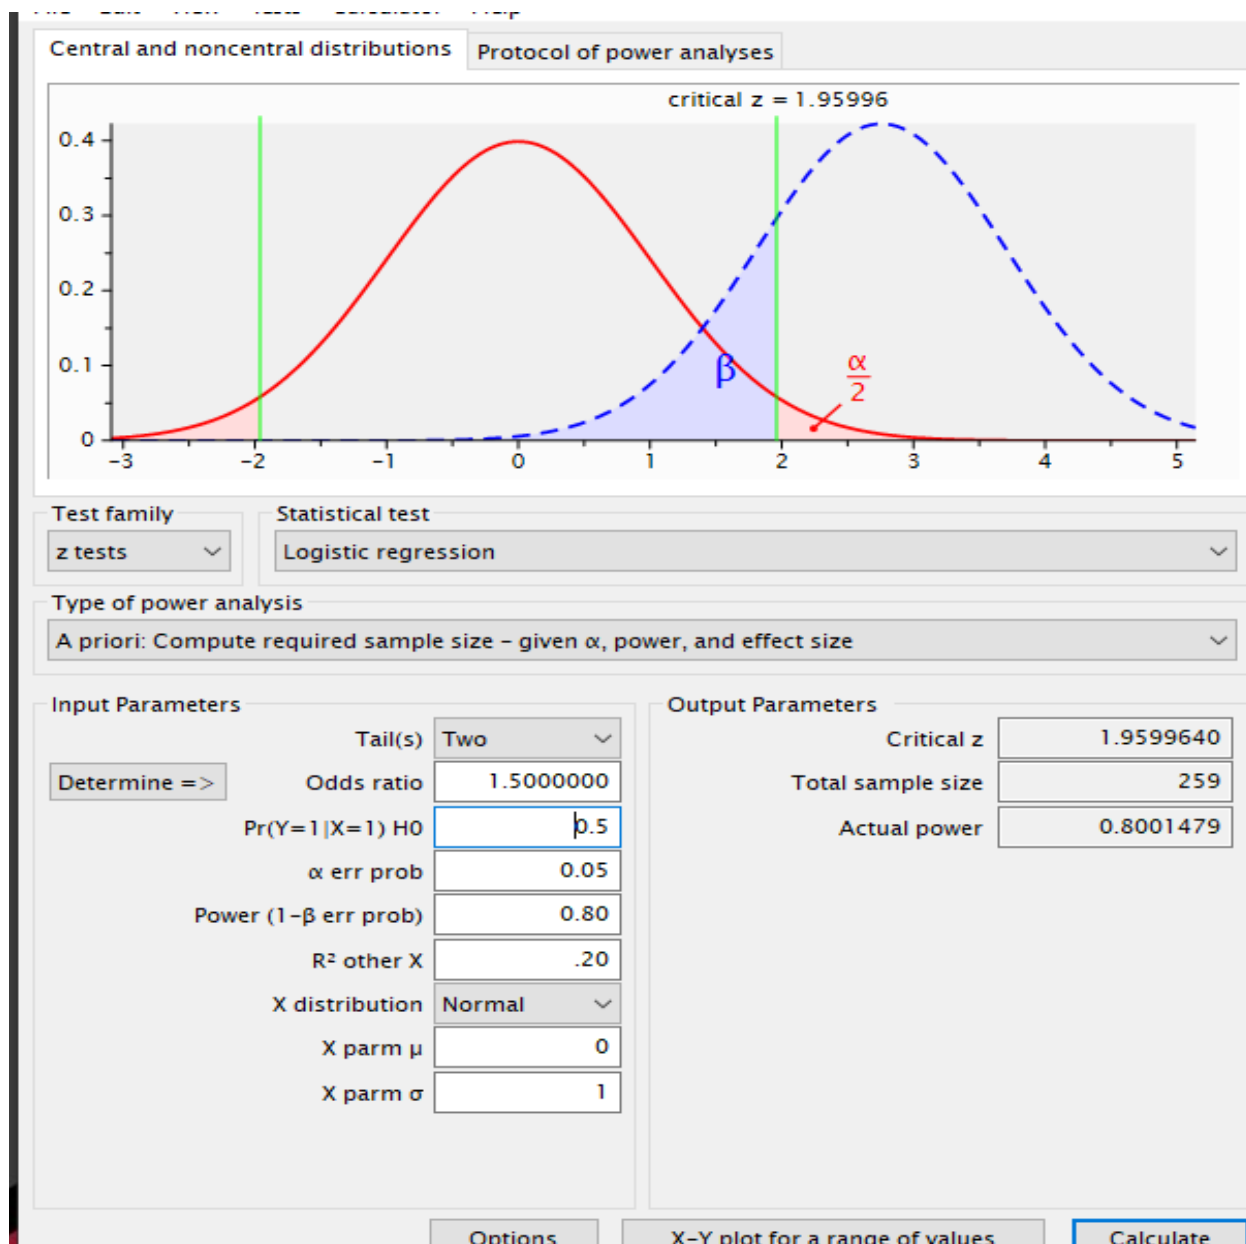 Central and noncentral distributions Protocol of power analyses
critical z = 1.95996
0.4
0.3
0.2
0.1
0
β
α
2
-3 -2 -1 0 1 2 3 4 5
Test family Statistical test
z tests Logistic regression
Type of power analysis
A priori: Compute required sample size – given α, power, and effect size
Input Parameters Output Parameters
Tail(s) Two Critical z 1.9599640
Determine => Odds ratio 1.5000000 Total sample size 259
Pr(Y=1|X=1) H0 0.5 Actual power 0.8001479
α err prob 0.05
Power (1-β err prob) 0.80
R² other X .20
X distribution Normal
X parm μ 0
X parm σ 1
Options X-Y plot for a range of values Calculate